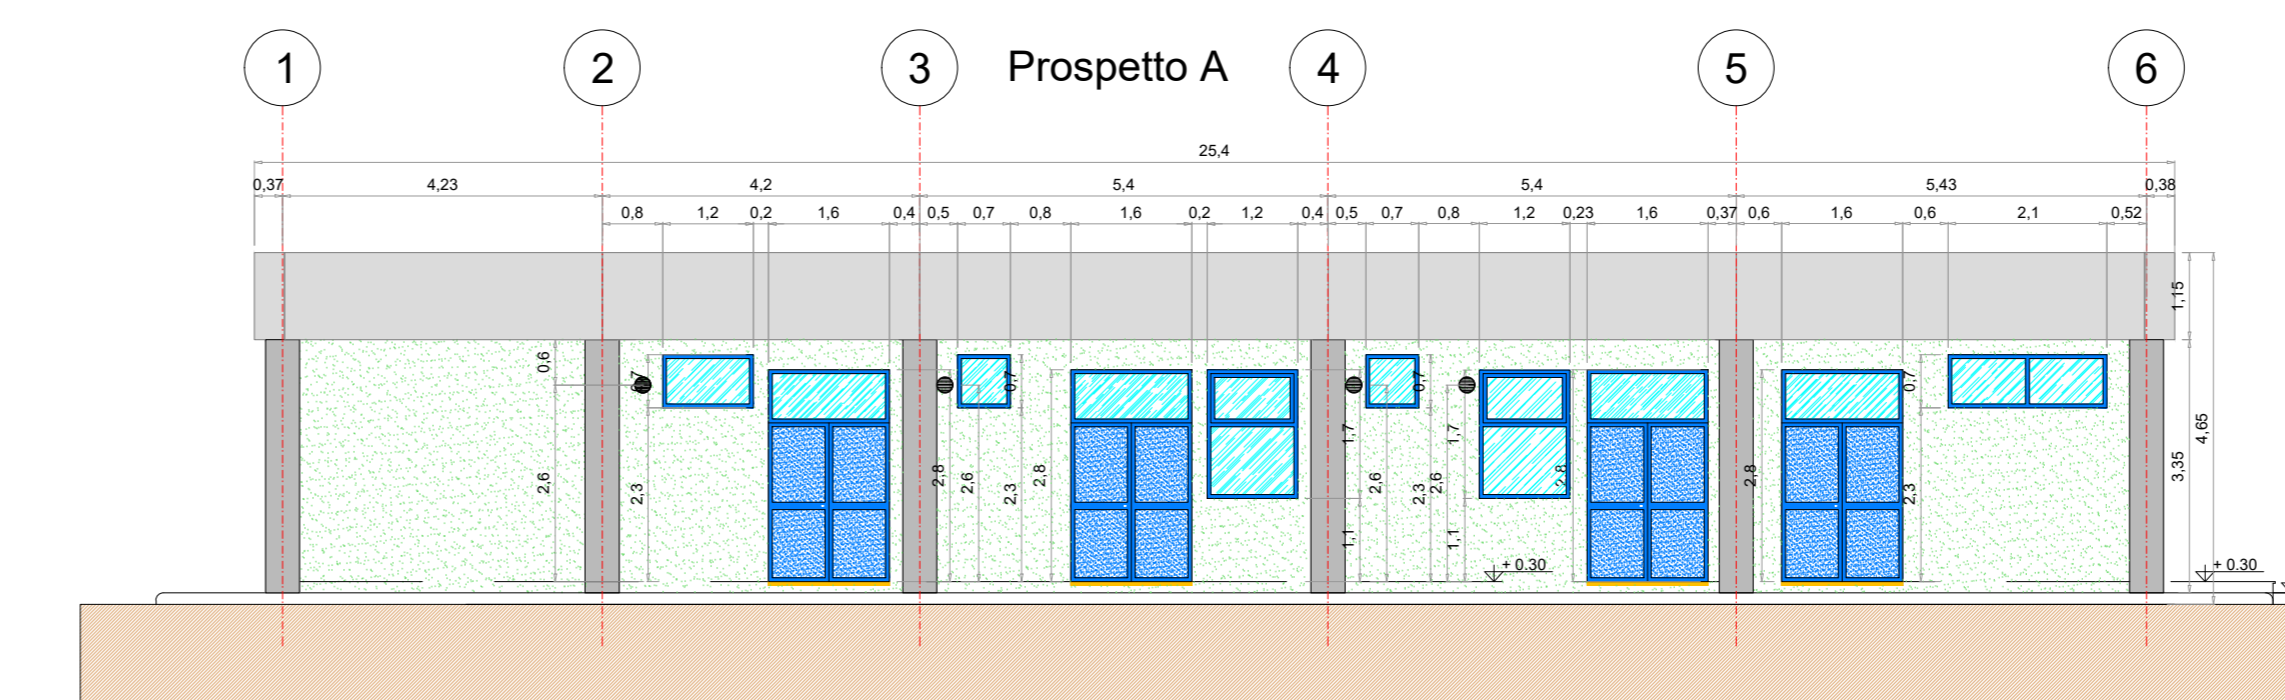 1 2 3 Prospetto A 4 5 6
25,4
0,37 4,23 4,2 5,4 5,4 5,43 0,38
0,8 1,2 0,2 1,6 0,4 0,5 0,7 0,8 1,6 0,2 1,2 0,4 0,5 0,7 0,8 1,2 0,23 1,6 0,37 0,6 1,6 0,6 2,1 0,52
1,15
0,6 0,7 0,7 0,7 0,7
1,7 1,7 4,65
2,6 2,3 2,8 2,6 2,3 2,8 2,6 2,3 2,6 2,8 2,8 2,3 3,35
1,1 1,1
+ 0.30 + 0.30